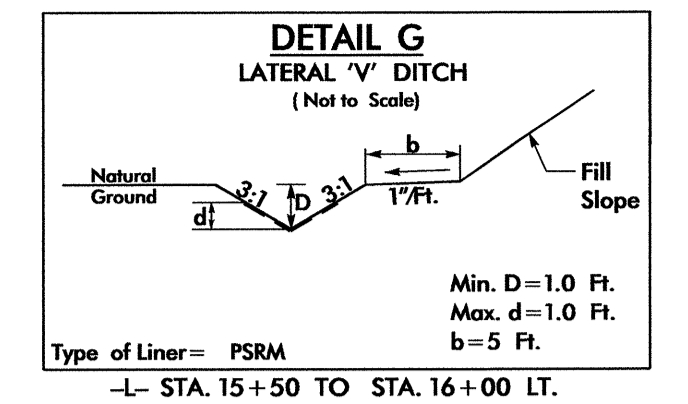 DETAIL G
LATERAL 'V' DITCH
(Not to Scale)
b
Natural
Ground
3:1
D
3:1
1"/Ft.
Fill
Slope
d
Min. D=1.0 Ft.
Max. d=1.0 Ft.
b=5 Ft.
Type of Liner= PSRM
-L- STA. 15+50 TO STA. 16+00 LT.